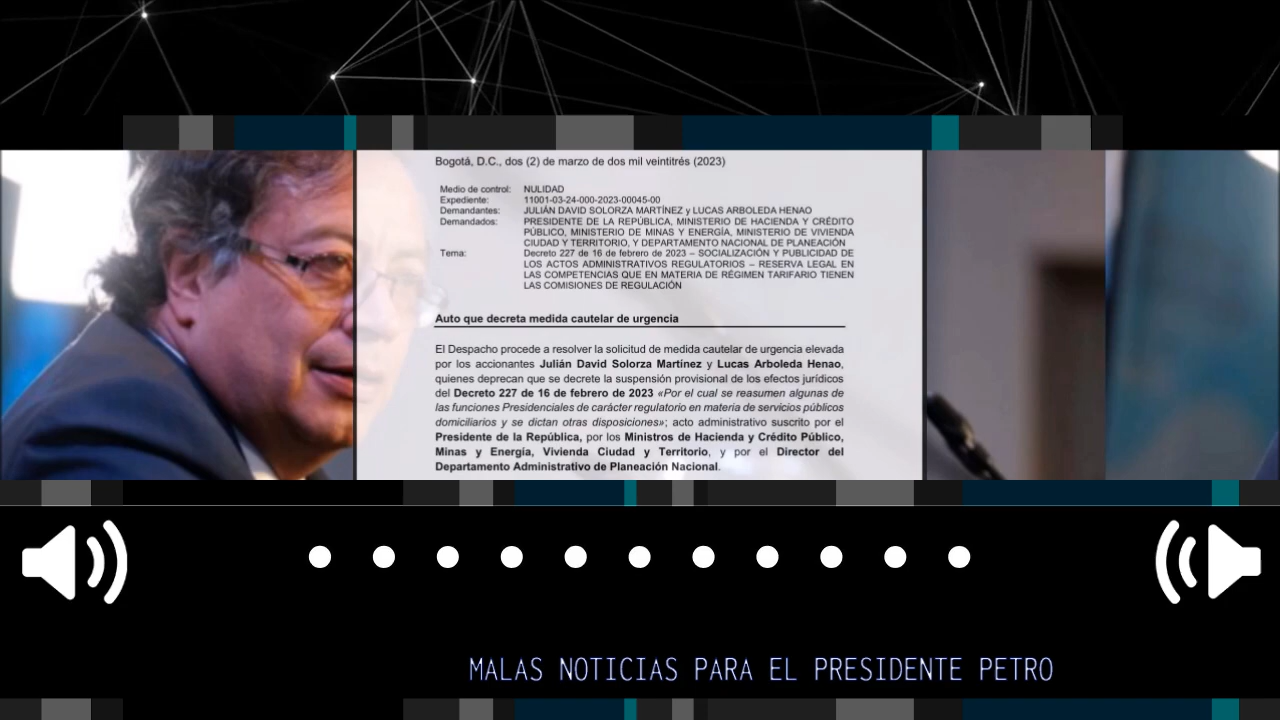 Bogotá, D.C., dos (2) de marzo de dos mil veintitrés (2023)
Medio de control: NULIDAD
Expediente: 11001-03-24-000-2023-00045-00
Demandantes: JULIÁN DAVID SOLORZA MARTÍNEZ y LUCAS ARBOLEDA HENAO
Demandados: PRESIDENTE DE LA REPÚBLICA, MINISTERIO DE HACIENDA Y CRÉDITO
PÚBLICO, MINISTERIO DE MINAS Y ENERGÍA, MINISTERIO DE VIVIENDA
CIUDAD Y TERRITORIO, Y DEPARTAMENTO NACIONAL DE PLANEACIÓN
Tema: Decreto 227 de 16 de febrero de 2023 – SOCIALIZACIÓN Y PUBLICIDAD DE
LOS ACTOS ADMINISTRATIVOS REGULATORIOS – RESERVA LEGAL EN
LAS COMPETENCIAS QUE EN MATERIA DE RÉGIMEN TARIFARIO TIENEN
LAS COMISIONES DE REGULACIÓN
Auto que decreta medida cautelar de urgencia
El Despacho procede a resolver la solicitud de medida cautelar de urgencia elevada
por los accionantes Julián David Solorza Martínez y Lucas Arboleda Henao,
quienes deprecan que se decrete la suspensión provisional de los efectos jurídicos
del Decreto 227 de 16 de febrero de 2023 «Por el cual se reasumen algunas de
las funciones Presidenciales de carácter regulatorio en materia de servicios públicos
domiciliarios y se dictan otras disposiciones»; acto administrativo suscrito por el
Presidente de la República, por los Ministros de Hacienda y Crédito Público,
Minas y Energía, Vivienda Ciudad y Territorio, y por el Director del
Departamento Administrativo de Planeación Nacional.
MALAS NOTICIAS PARA EL PRESIDENTE PETRO